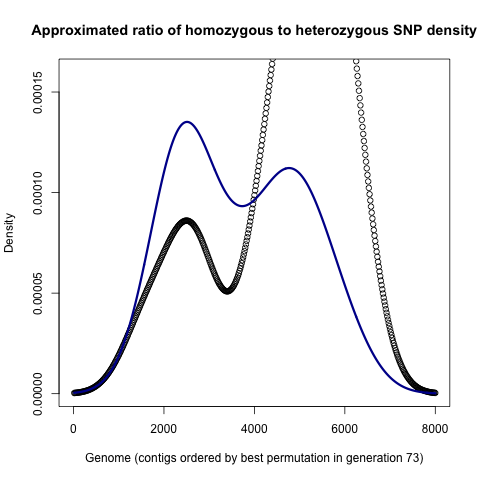 Approximated ratio of homozygous to heterozygous SNP density
0.00015
0.00010
0.00005
0.00000
Density
0 2000 4000 6000 8000
Genome (contigs ordered by best permutation in generation 73)